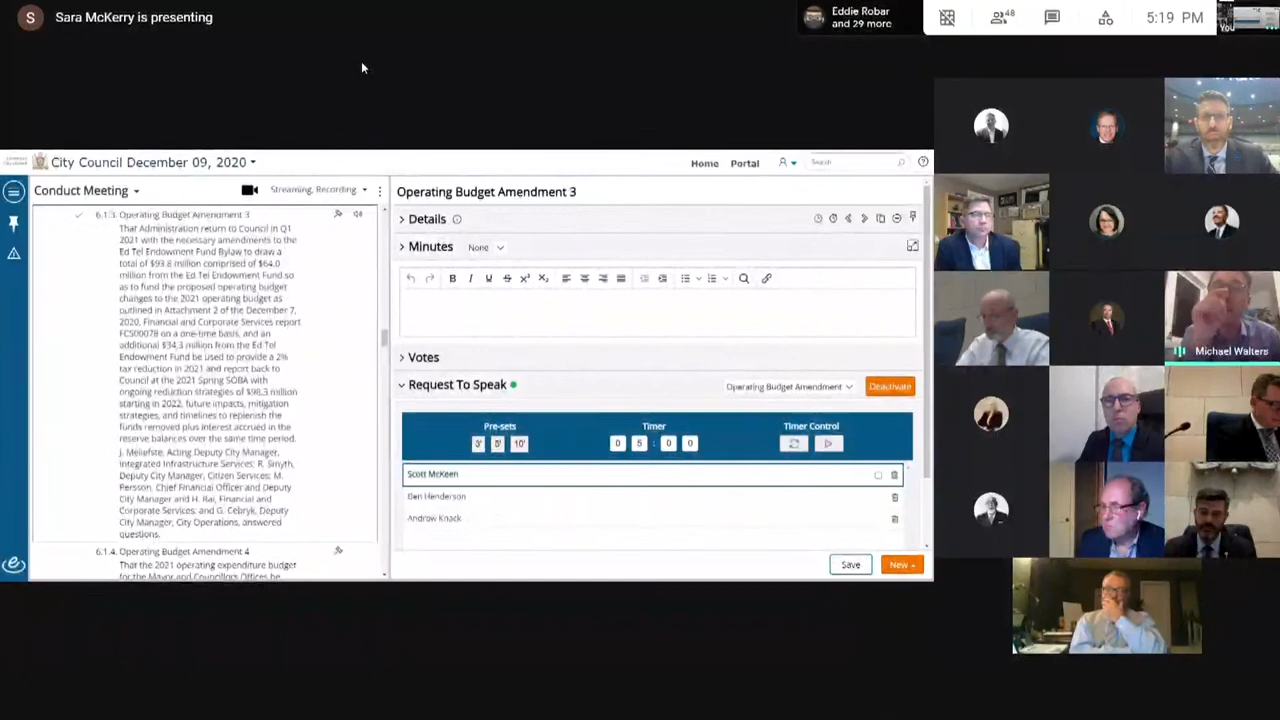 S Sara McKerry is presenting
Eddie Robar
and 29 more
48
5:19 PM
You
City Council December 09, 2020
Home Portal
Search
Conduct Meeting
Streaming, Recording
Operating Budget Amendment 3
6.1.3. Operating Budget Amendment 3
That Administration return to Council in Q1
2021 with the necessary amendments to the
Ed Tel Endowment Fund Bylaw to draw a
total of $93.8 million comprised of $64.0
million from the Ed Tel Endowment Fund so
as to fund the proposed operating budget
changes to the 2021 operating budget as
outlined in Attachment 2 of the December 7,
2020, Financial and Corporate Services report
FCS00078 on a one-time basis, and an
additional $34.3 million from the Ed Tel
Endowment Fund be used to provide a 2%
tax reduction in 2021 and report back to
Council at the 2021 Spring SOBA with
ongoing reduction strategies of $98.3 million
starting in 2022, future impacts, mitigation
strategies, and timelines to replenish the
funds removed plus interest accrued in the
reserve balances over the same time period.
J. Meliefste, Acting Deputy City Manager,
Integrated Infrastructure Services; R. Smyth,
Deputy City Manager, Citizen Services; M.
Persson, Chief Financial Officer and Deputy
City Manager and H. Rai, Financial and
Corporate Services; and G. Cebryk, Deputy
City Manager, City Operations, answered
questions.
6.1.4. Operating Budget Amendment 4
That the 2021 operating expenditure budget
for the Mayor and Councillors Offices be
Details
Minutes None
B I U S X² X₂
Votes
Request To Speak
Operating Budget Amendment
Deactivate
Pre-sets Timer Timer Control
3' 5' 10' 0 5 : 0 0
Scott McKeen
Ben Henderson
Andrew Knack
Save New
Michael Walters